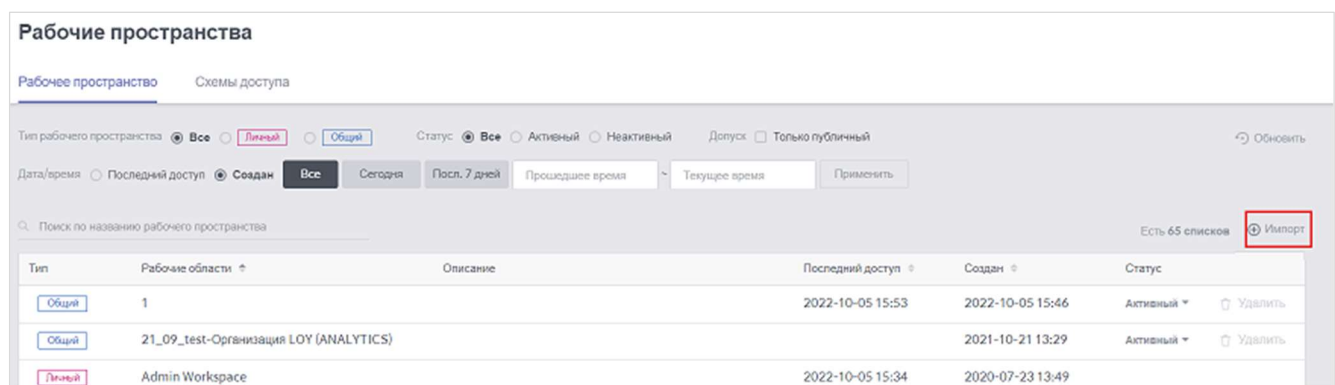 Рабочие пространства
Рабочее пространство Схемы доступа
Тип рабочего пространства Все Личный Общий Статус Все Активный Неактивный Допуск Только публичный Обновить
Дата/время Последний доступ Создан Все Сегодня Посл. 7 дней Прошедшее время ~ Текущее время Применить
Поиск по названию рабочего пространства Есть 65 списков Импорт
Тип Рабочие области Описание Последний доступ Создан Статус
Общий 1 2022-10-05 15:53 2022-10-05 15:46 Активный Удалить
Общий 21_09_test-Организация LOY (ANALYTICS) 2021-10-21 13:29 Активный Удалить
Личный Admin Workspace 2022-10-05 15:34 2020-07-23 13:49